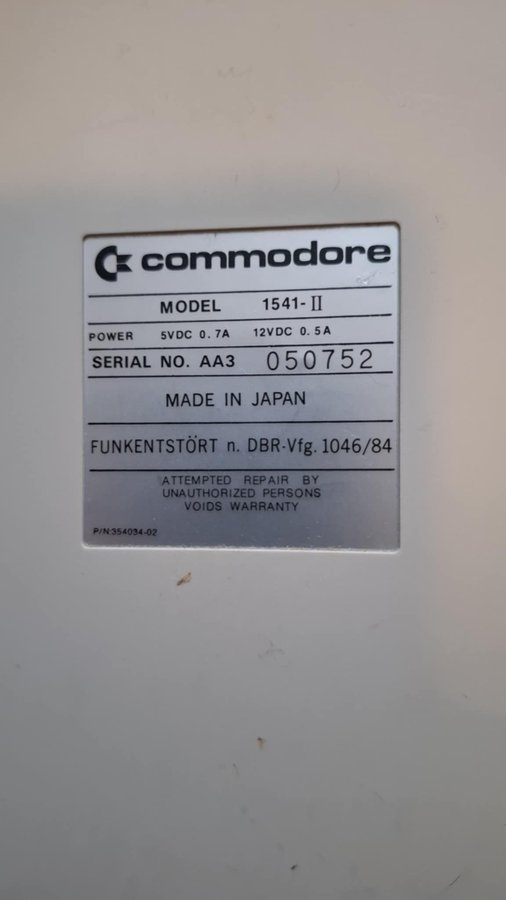 commodore
MODEL 1541-II
POWER 5VDC 0.7A 12VDC 0.5A
SERIAL NO. AA3 050752
MADE IN JAPAN
FUNKENTSTÖRT n. DBR-Vfg. 1046/84
ATTEMPTED REPAIR BY
UNAUTHORIZED PERSONS
VOIDS WARRANTY
P/N:354034-02